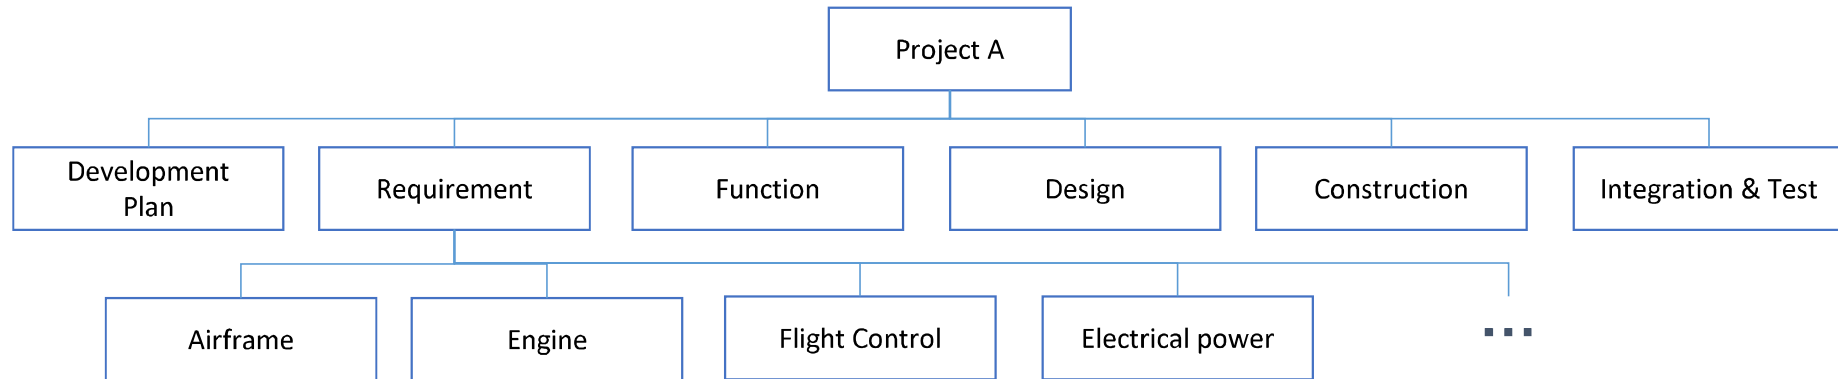 Project A
Development
Plan
Requirement
Function
Design
Construction
Integration & Test
Airframe
Engine
Flight Control
Electrical power
...